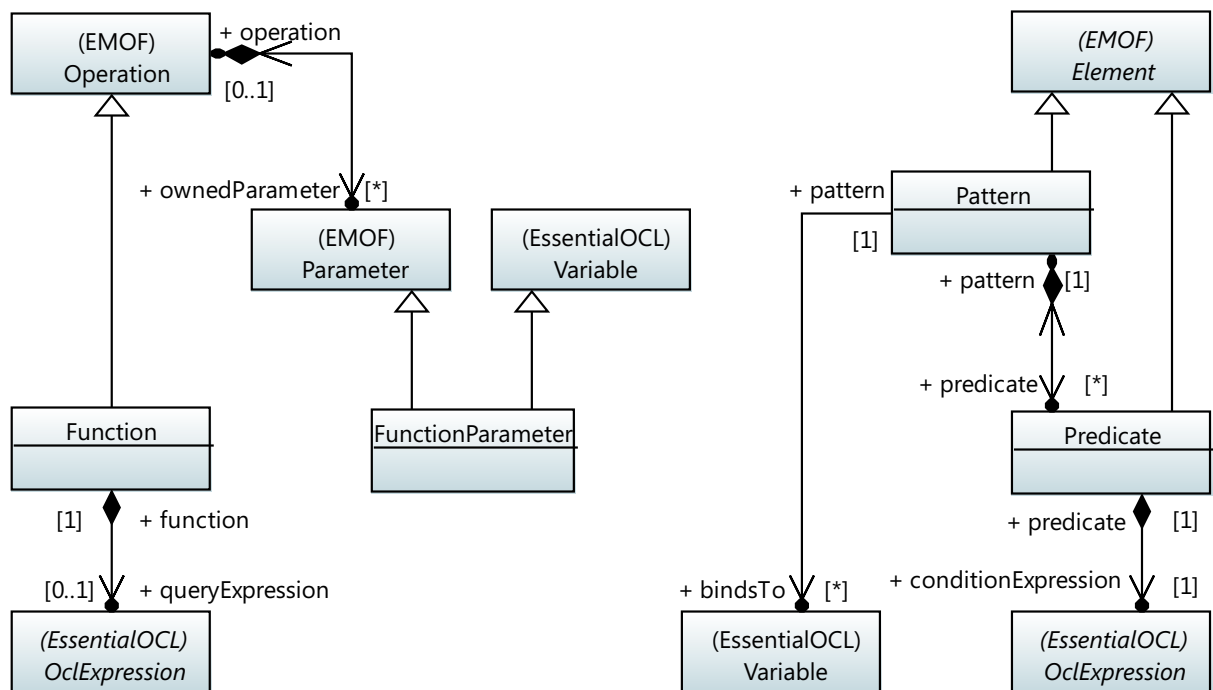 (EMOF)
Operation
+ operation
[0..1]
+ ownedParameter
[*]
(EMOF)
Parameter
(EssentialOCL)
Variable
Function
FunctionParameter
[1]
+ function
[0..1]
+ queryExpression
(EssentialOCL)
OclExpression
(EMOF)
Element
Pattern
+ pattern
[1]
+ pattern
[1]
+ predicate
[*]
Predicate
+ predicate
[1]
+ bindsTo
[*]
+ conditionExpression
[1]
(EssentialOCL)
Variable
(EssentialOCL)
OclExpression